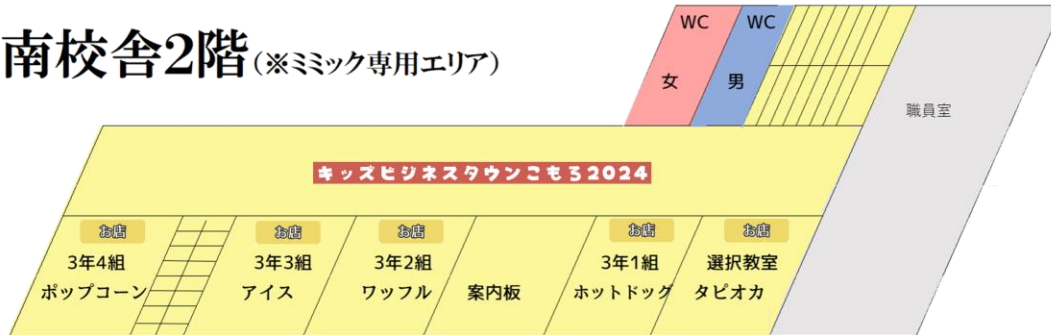 南校舎2階(※ミミック専用エリア)
WC
WC
女
男
職員室
キッズビジネスタウンこもろ2024
お店
お店
お店
お店
お店
3年4組
3年3組
3年2組
3年1組
選択教室
ポップコーン
アイス
ワッフル
案内板
ホットドッグ
タピオカ